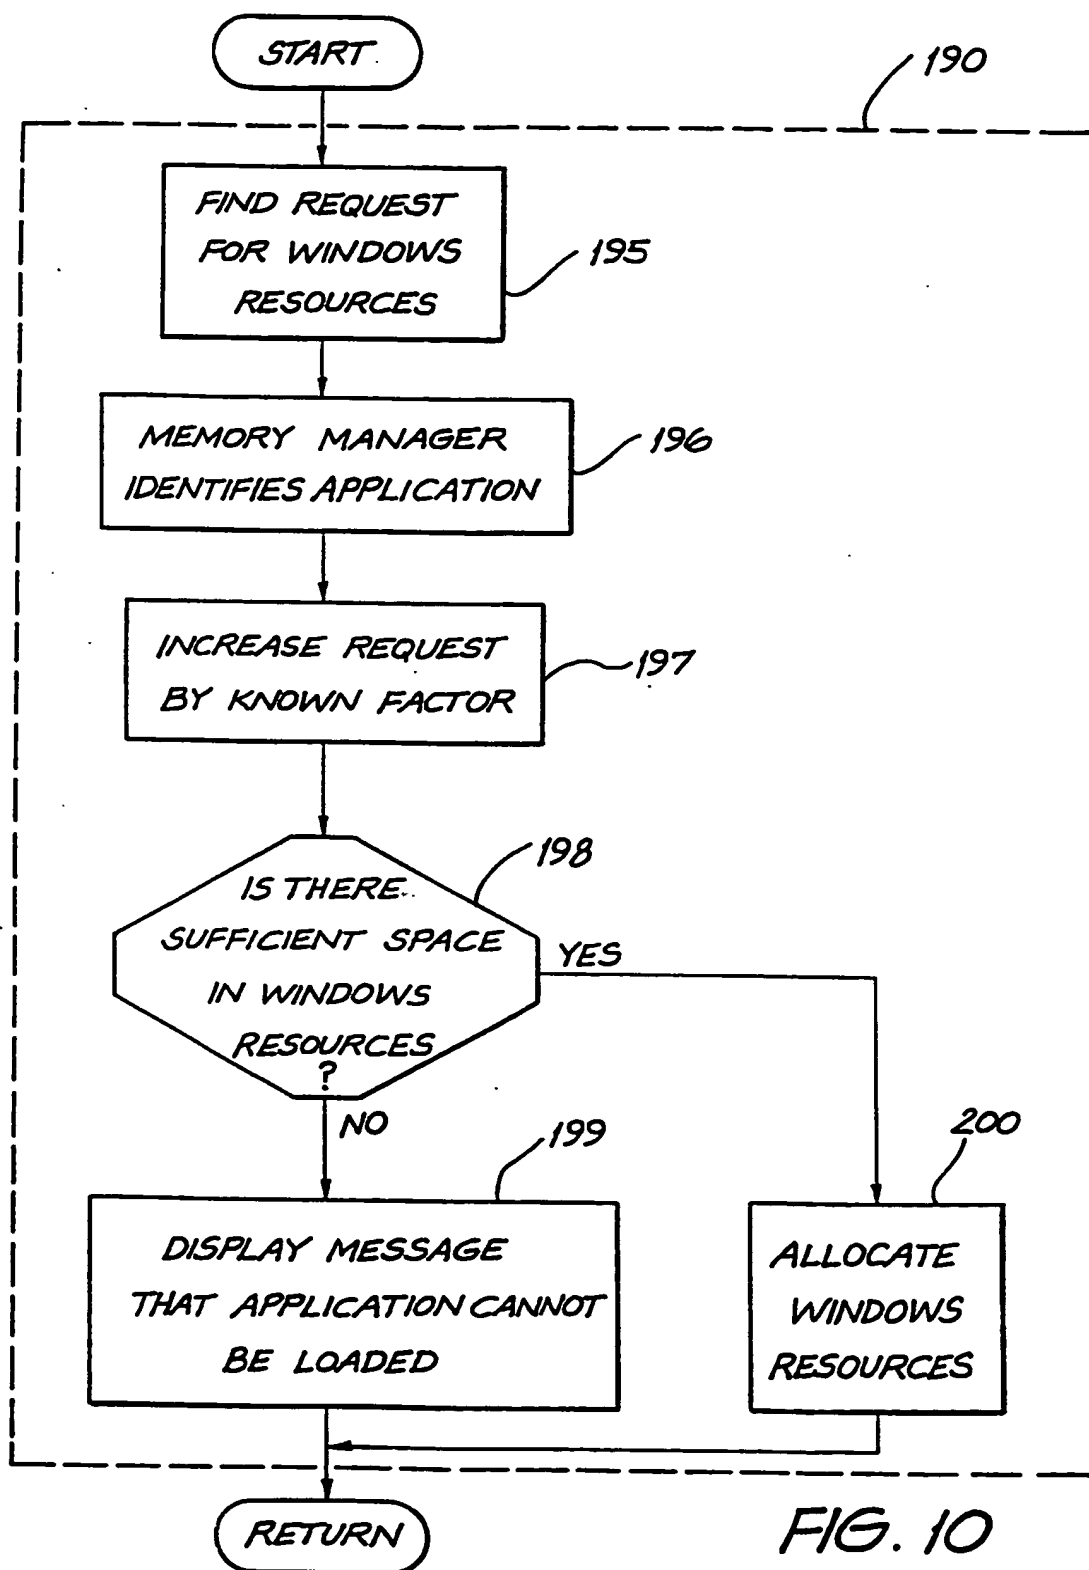 START
190
FIND REQUEST
FOR WINDOWS
RESOURCES
195
MEMORY MANAGER
IDENTIFIES APPLICATION
196
INCREASE REQUEST
BY KNOWN FACTOR
197
198
IS THERE
SUFFICIENT SPACE
IN WINDOWS
RESOURCES
?
YES
NO
199
DISPLAY MESSAGE
THAT APPLICATION CANNOT
BE LOADED
200
ALLOCATE
WINDOWS
RESOURCES
RETURN
FIG. 10